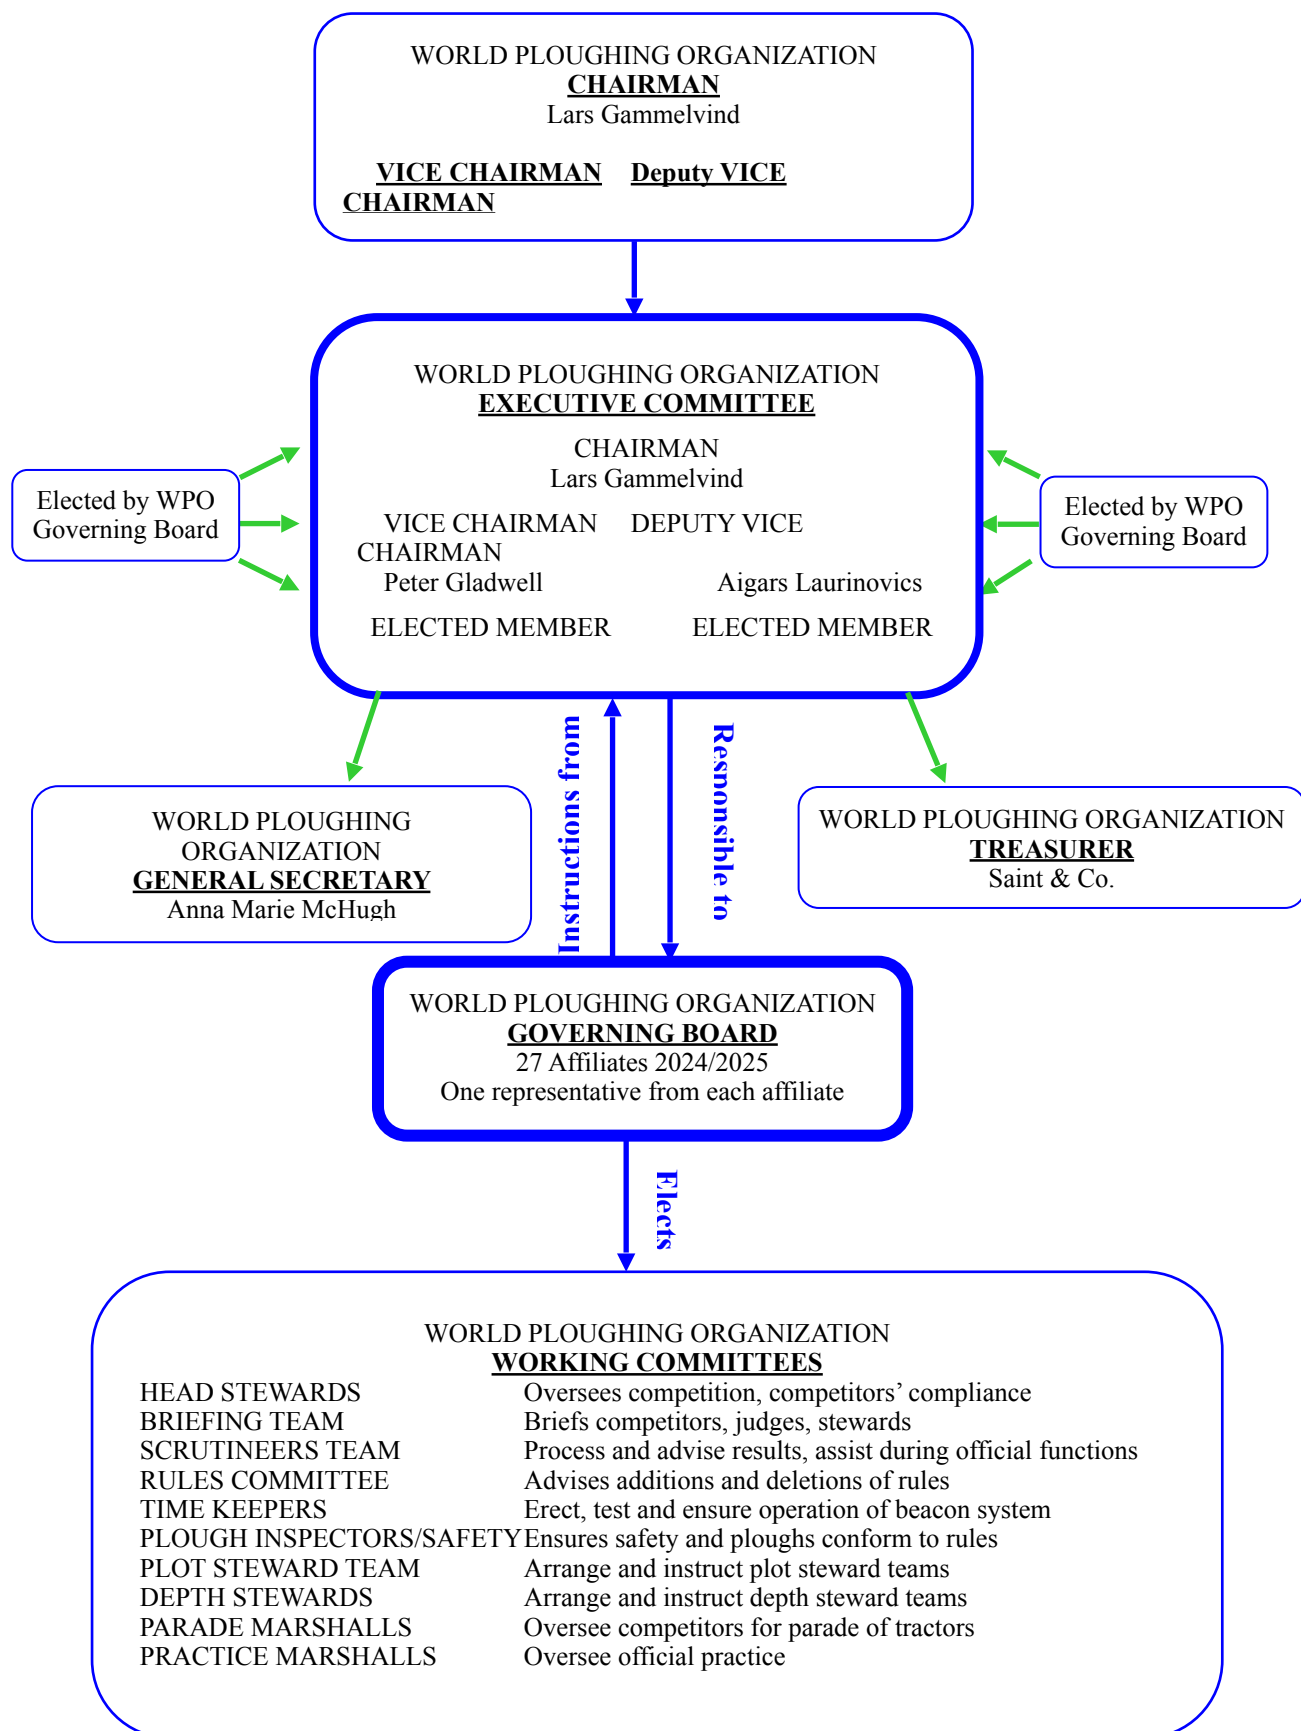 WORLD PLOUGHING ORGANIZATION
CHAIRMAN
Lars Gammelvind
VICE CHAIRMAN Deputy VICE
CHAIRMAN
WORLD PLOUGHING ORGANIZATION
EXECUTIVE COMMITTEE
CHAIRMAN
Lars Gammelvind
VICE CHAIRMAN DEPUTY VICE
CHAIRMAN
Peter Gladwell Aigars Laurinovics
ELECTED MEMBER ELECTED MEMBER
Elected by WPO
Governing Board
Elected by WPO
Governing Board
Instructions from
Responsible to
WORLD PLOUGHING
ORGANIZATION
GENERAL SECRETARY
Anna Marie McHugh
WORLD PLOUGHING ORGANIZATION
TREASURER
Saint & Co.
WORLD PLOUGHING ORGANIZATION
GOVERNING BOARD
27 Affiliates 2024/2025
One representative from each affiliate
Elects
WORLD PLOUGHING ORGANIZATION
WORKING COMMITTEES
HEAD STEWARDS Oversees competition, competitors’ compliance
BRIEFING TEAM Briefs competitors, judges, stewards
SCRUTINEERS TEAM Process and advise results, assist during official functions
RULES COMMITTEE Advises additions and deletions of rules
TIME KEEPERS Erect, test and ensure operation of beacon system
PLOUGH INSPECTORS/SAFETY Ensures safety and ploughs conform to rules
PLOT STEWARD TEAM Arrange and instruct plot steward teams
DEPTH STEWARDS Arrange and instruct depth steward teams
PARADE MARSHALLS Oversee competitors for parade of tractors
PRACTICE MARSHALLS Oversee official practice